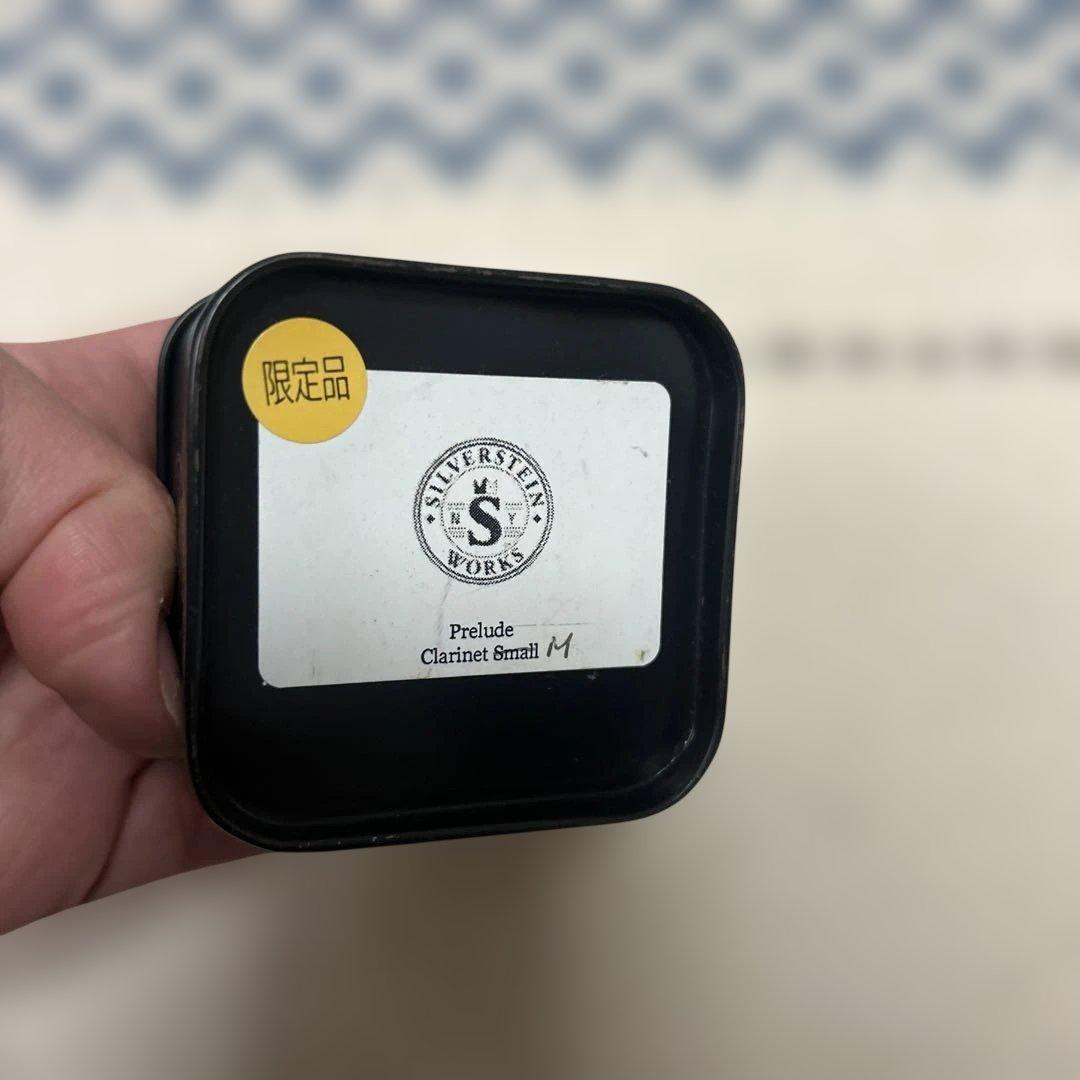 限定品
SILVERSTEIN
N S Y
WORKS
Prelude
Clarinet Small M